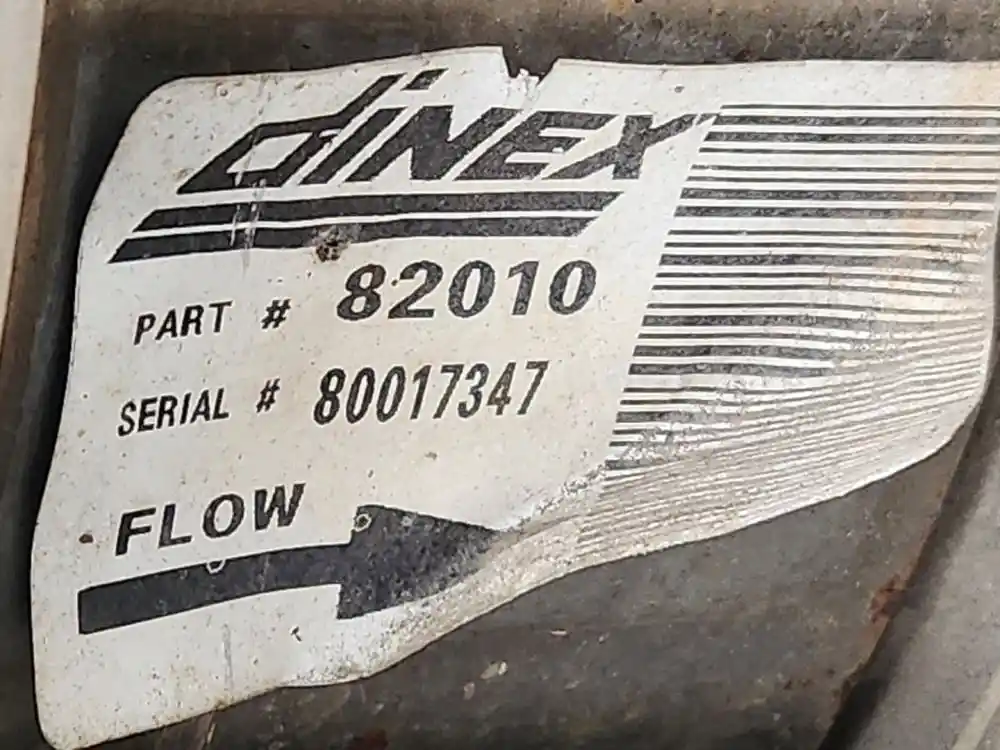 dINEX
PART # 82010
SERIAL # 80017347
FLOW